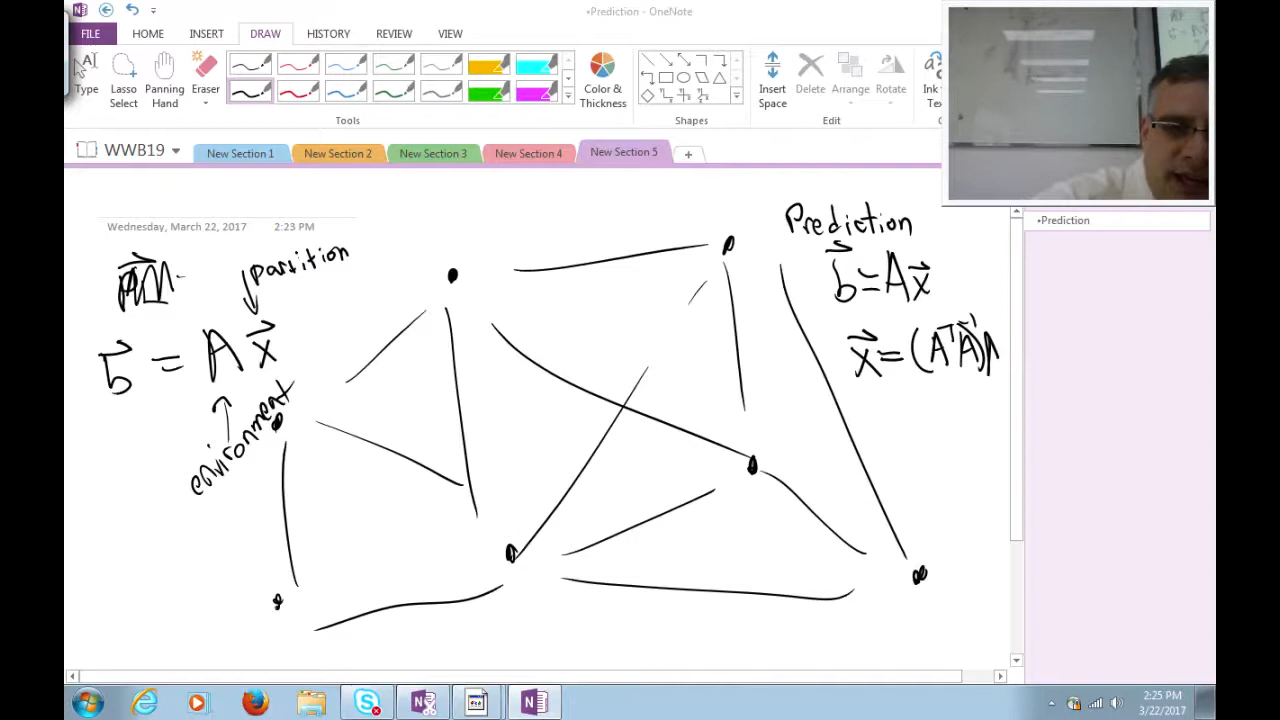 •Prediction - OneNote
FILE HOME INSERT DRAW HISTORY REVIEW VIEW
Type
Lasso Select
Panning Hand
Eraser
Color & Thickness
Insert Space
Delete
Arrange
Rotate
Ink to
Tools
Shapes
Edit
WWB19
New Section 1 New Section 2 New Section 3 New Section 4 New Section 5 +
•Prediction
Wednesday, March 22, 2017 2:23 PM
partition
b = A x
environment
Prediction
b = A x
x = (AᵀA)⁻¹A
2:25 PM
3/22/2017